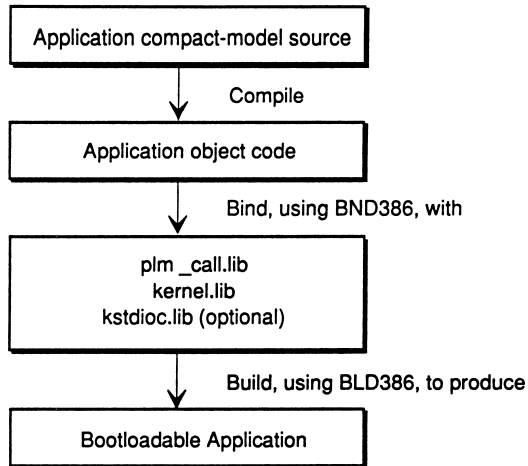 Application compact-model source
Compile
Application object code
Bind, using BND386, with
plm _call.lib
kernel.lib
kstdioc.lib (optional)
Build, using BLD386, to produce
Bootloadable Application